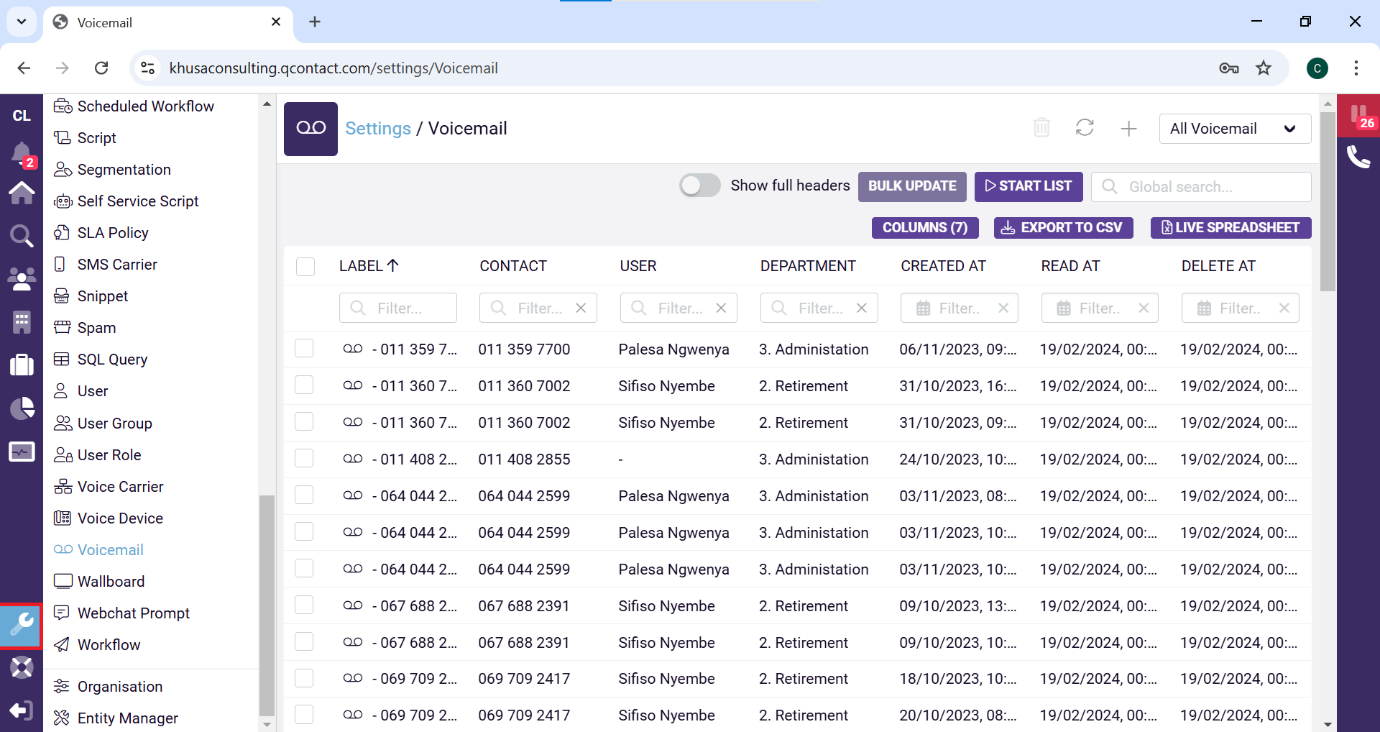 Voicemail
khusaconsulting.qcontact.com/settings/Voicemail
C
CL
2
26
Scheduled Workflow
Script
Segmentation
Self Service Script
SLA Policy
SMS Carrier
Snippet
Spam
SQL Query
User
User Group
User Role
Voice Carrier
Voice Device
Voicemail
Wallboard
Webchat Prompt
Workflow
Organisation
Entity Manager
Settings / Voicemail
All Voicemail
Show full headers BULK UPDATE START LIST Global search...
COLUMNS (7) EXPORT TO CSV LIVE SPREADSHEET
LABEL CONTACT USER DEPARTMENT CREATED AT READ AT DELETE AT
Filter... Filter... Filter... Filter... Filter.. Filter.. Filter..
- 011 359 7... 011 359 7700 Palesa Ngwenya 3. Administation 06/11/2023, 09:... 19/02/2024, 00:... 19/02/2024, 00:...
- 011 360 7... 011 360 7002 Sifiso Nyembe 2. Retirement 31/10/2023, 16:... 19/02/2024, 00:... 19/02/2024, 00:...
- 011 360 7... 011 360 7002 Sifiso Nyembe 2. Retirement 31/10/2023, 09:... 19/02/2024, 00:... 19/02/2024, 00:...
- 011 408 2... 011 408 2855 - 3. Administation 24/10/2023, 10:... 19/02/2024, 00:... 19/02/2024, 00:...
- 064 044 2... 064 044 2599 Palesa Ngwenya 3. Administation 03/11/2023, 08:... 19/02/2024, 00:... 19/02/2024, 00:...
- 064 044 2... 064 044 2599 Palesa Ngwenya 3. Administation 03/11/2023, 10:... 19/02/2024, 00:... 19/02/2024, 00:...
- 064 044 2... 064 044 2599 Palesa Ngwenya 3. Administation 03/11/2023, 10:... 19/02/2024, 00:... 19/02/2024, 00:...
- 067 688 2... 067 688 2391 Sifiso Nyembe 2. Retirement 09/10/2023, 13:... 19/02/2024, 00:... 19/02/2024, 00:...
- 067 688 2... 067 688 2391 Sifiso Nyembe 2. Retirement 09/10/2023, 10:... 19/02/2024, 00:... 19/02/2024, 00:...
- 069 709 2... 069 709 2417 Sifiso Nyembe 2. Retirement 18/10/2023, 10:... 19/02/2024, 00:... 19/02/2024, 00:...
- 069 709 2... 069 709 2417 Sifiso Nyembe 2. Retirement 20/10/2023, 08:... 19/02/2024, 00:... 19/02/2024, 00:...